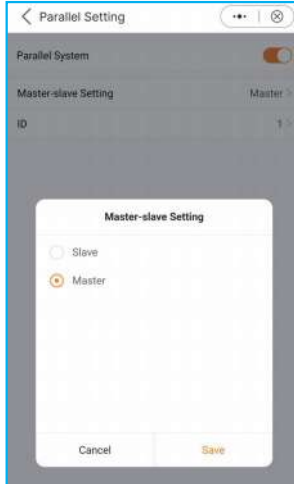 Parallel Setting
Parallel System
Master-slave Setting Master
ID 1
Master-slave Setting
Slave
Master
Cancel Save